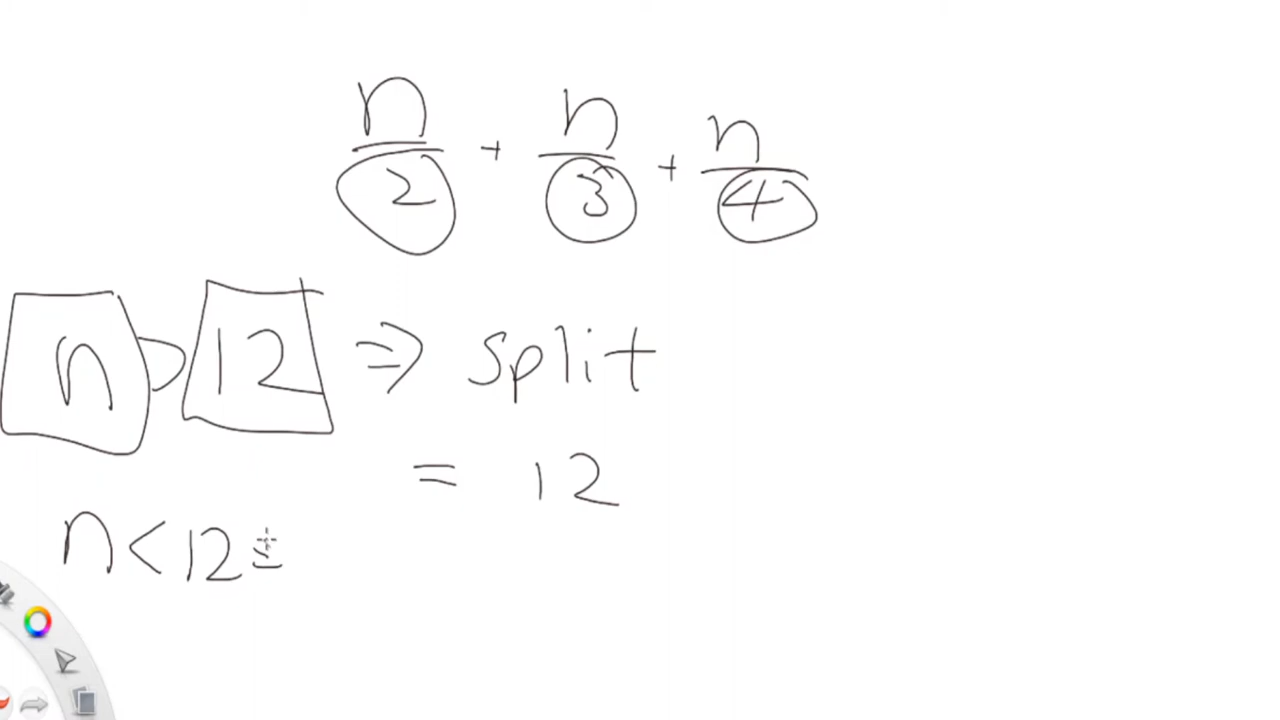 n/2 + n/3 + n/4
n > 12 ⇒ split
= 12
n < 12